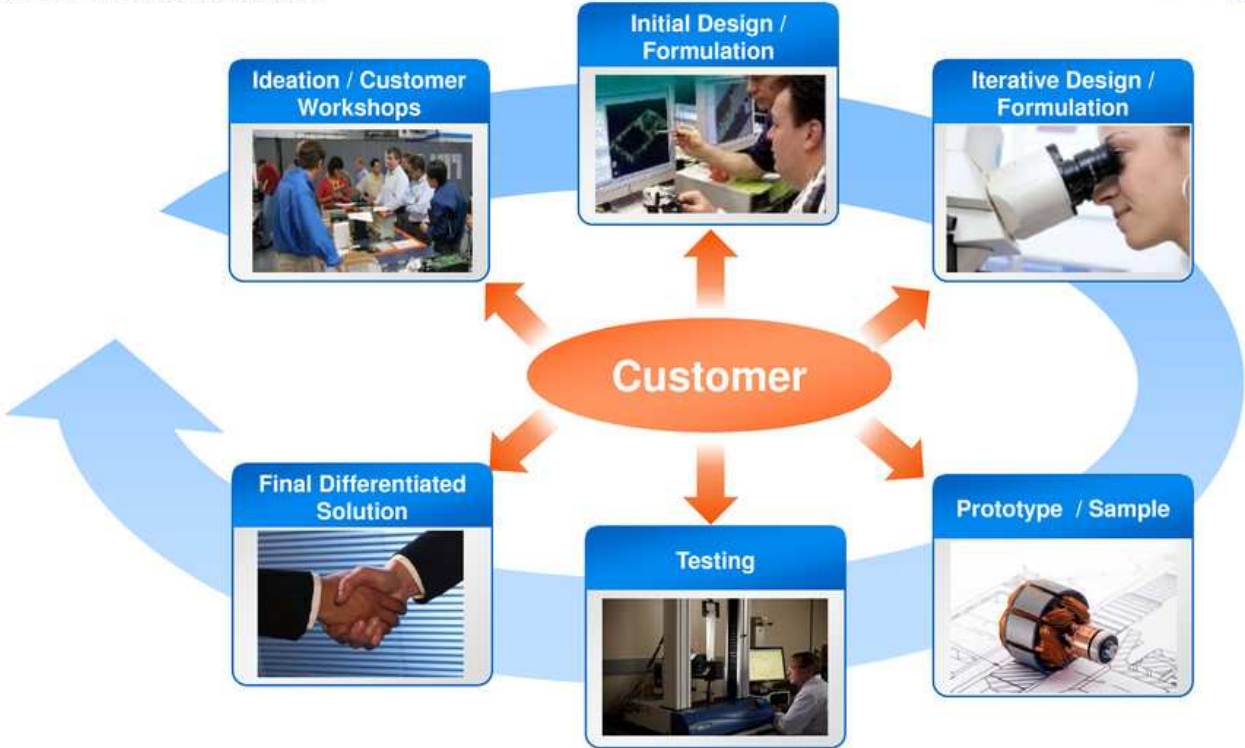 Ideation / Customer
Workshops
Initial Design /
Formulation
Iterative Design /
Formulation
Customer
Final Differentiated
Solution
Testing
Prototype / Sample